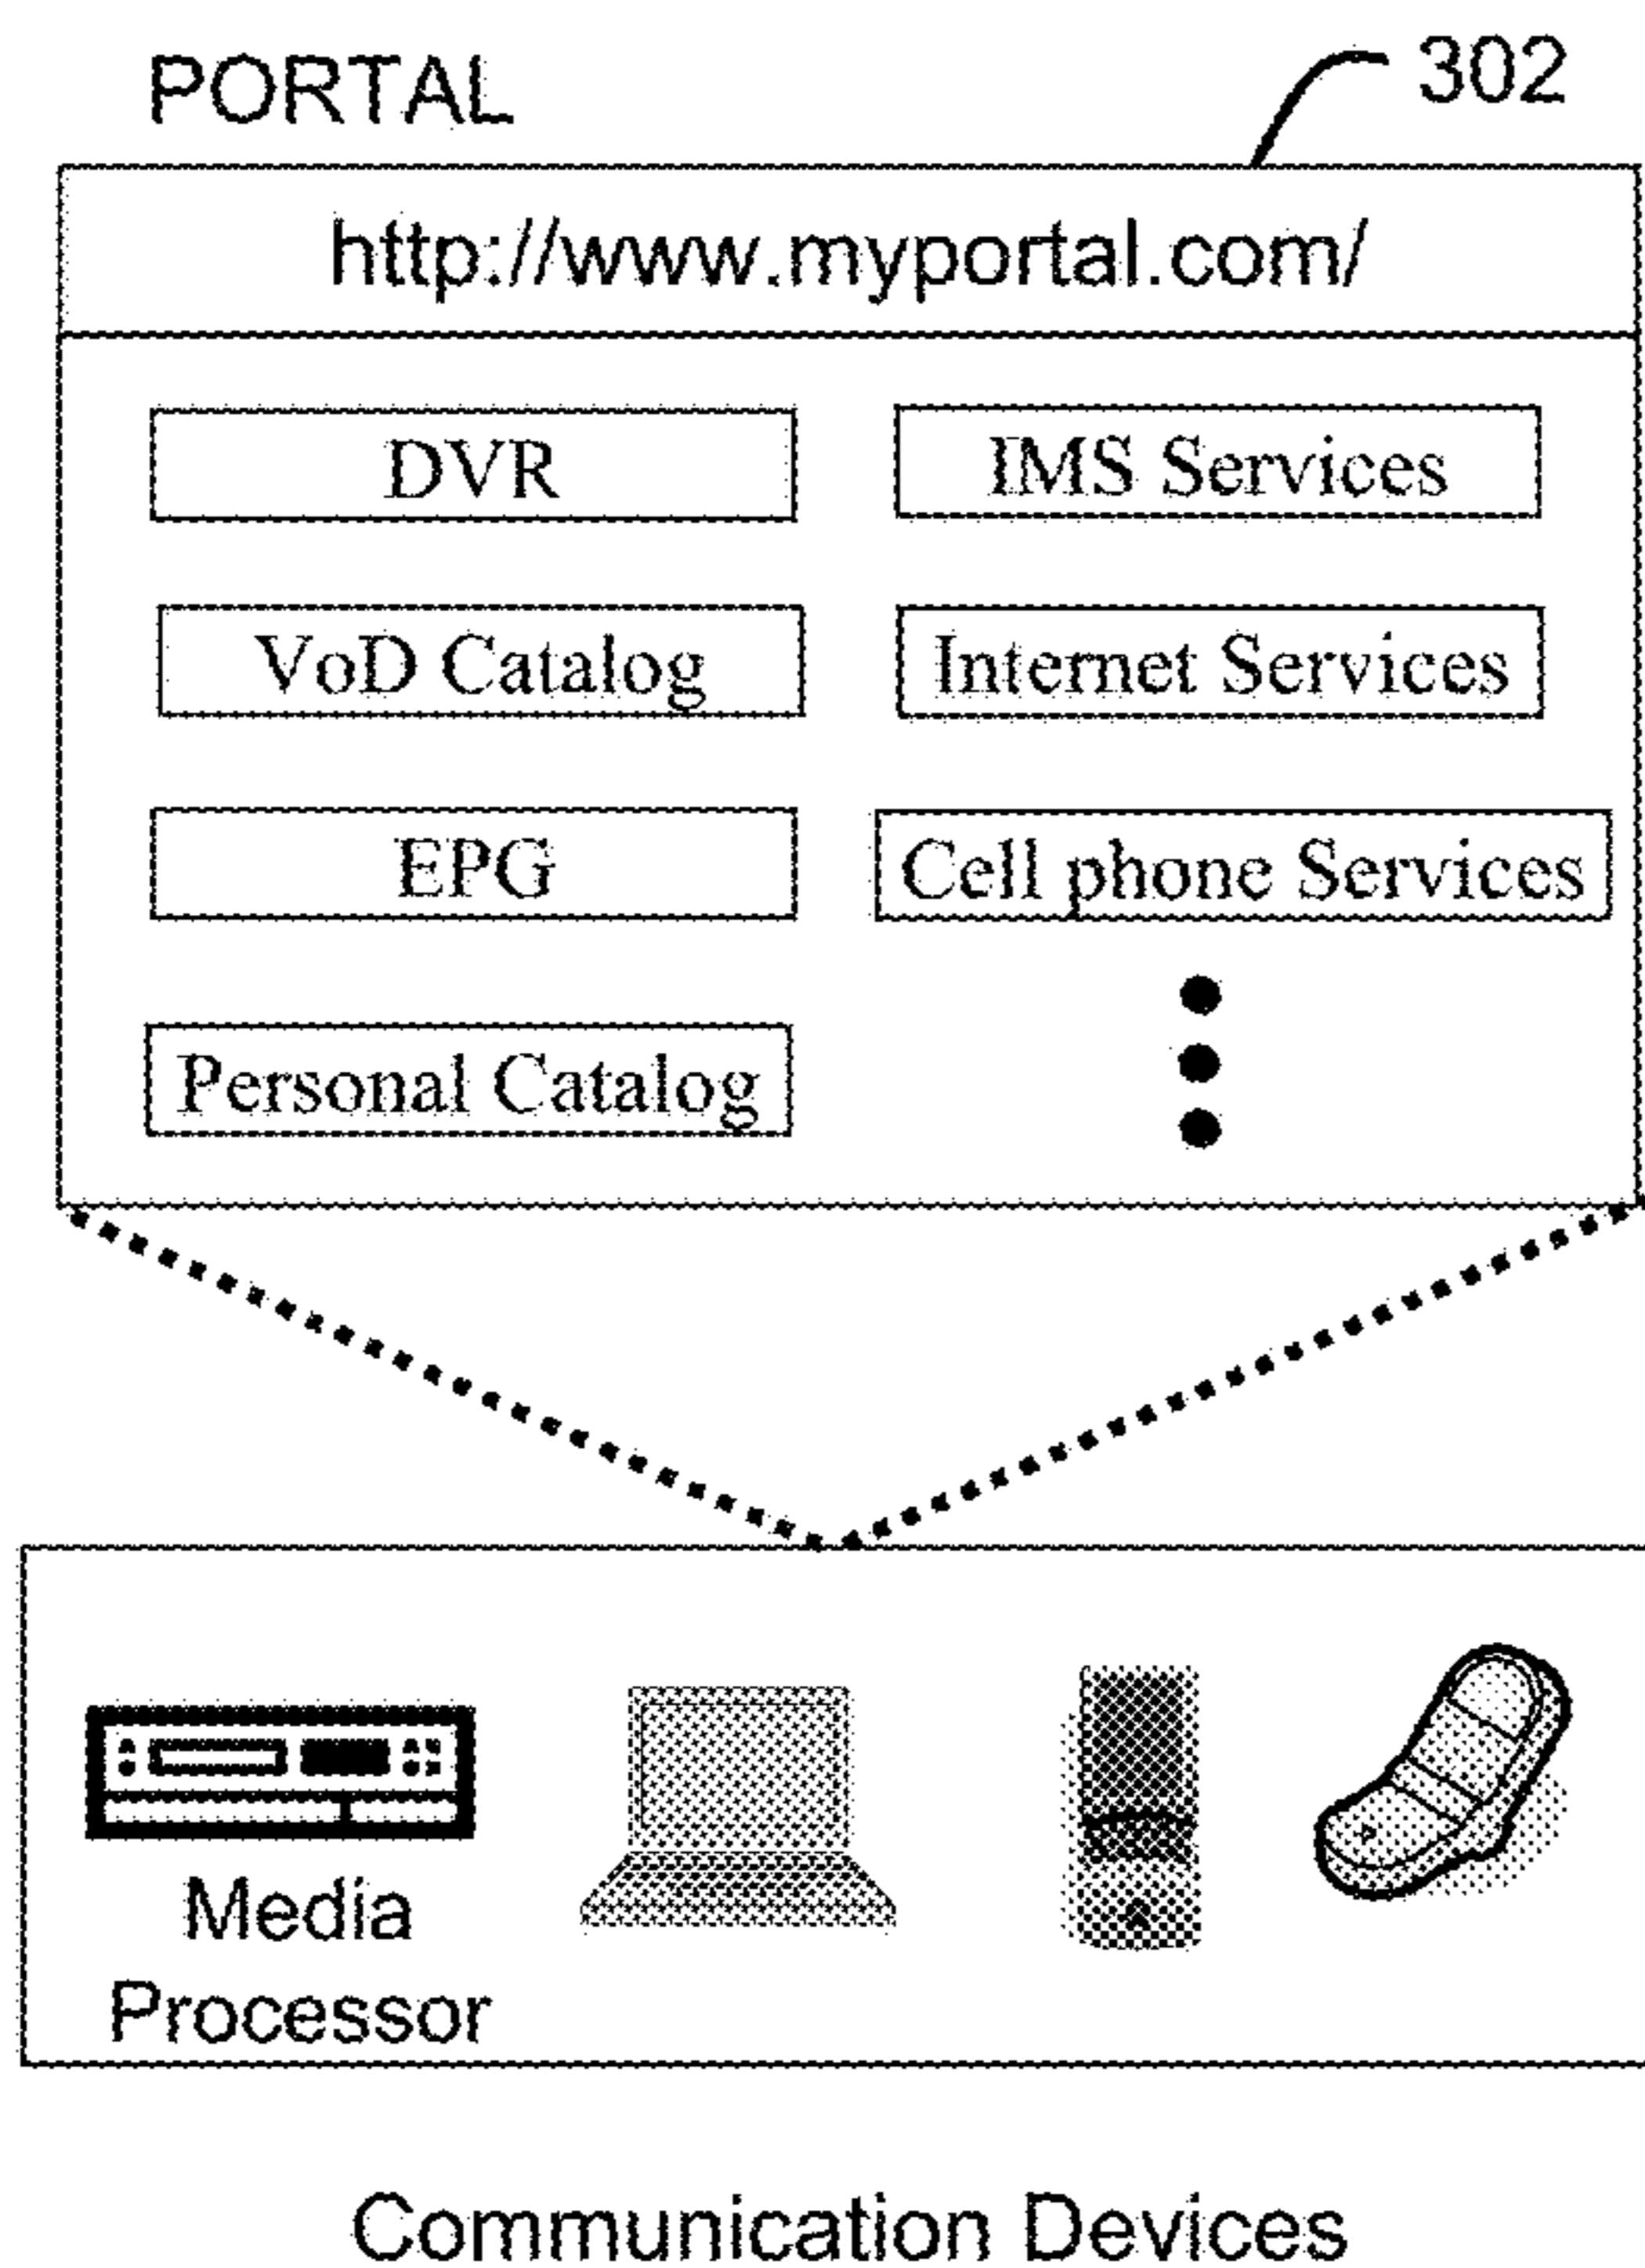 PORTAL
302
http://www.myportal.com/
DVR
IMS Services
VoD Catalog
Internet Services
EPG
Cell phone Services
Personal Catalog
Media
Processor
Communication Devices